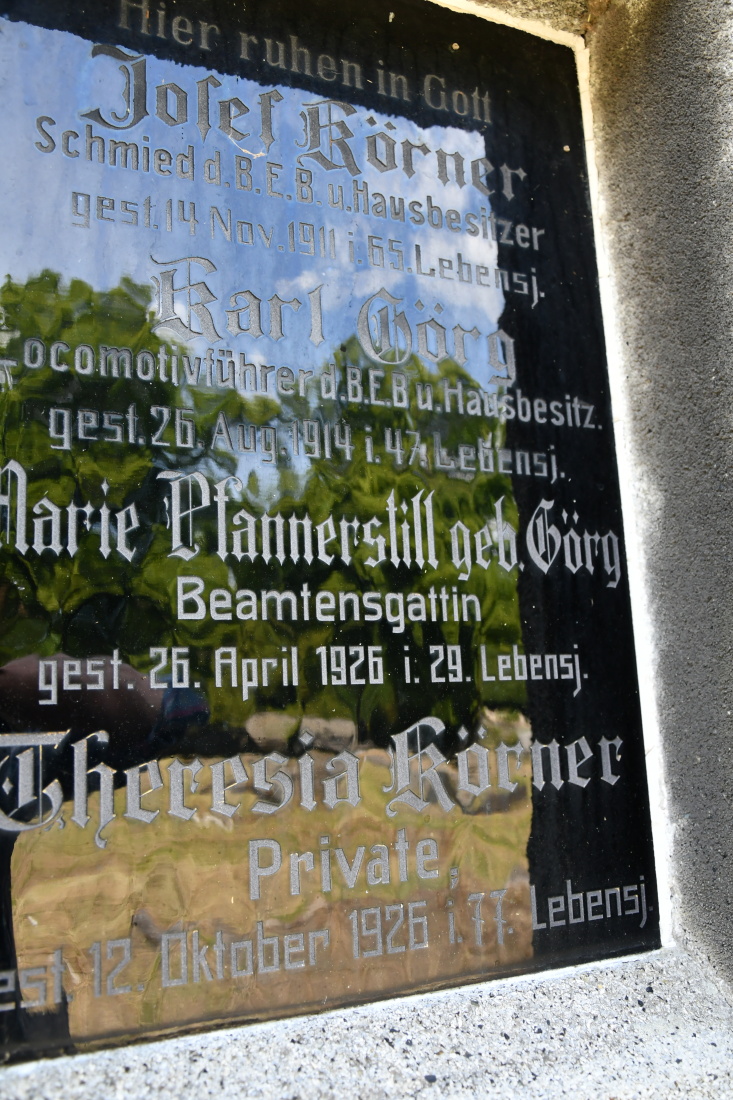 Hier ruhen in Gott
Josef Körner
Schmied d. B. E. B. u. Hausbesitzer
gest. 14 Nov. 1911 i. 65. Lebensj.
Karl Görg
Locomotivführer d. B.E.B u. Hausbesitz.
gest. 26. Aug. 1914 i. 47. Lebensj.
Marie Pfannerstill geb. Görg
Beamtensgattin
gest. 26. April 1926 i. 29. Lebensj.
Theresia Körner
Private,
gest. 12. Oktober 1926 i. 77. Lebensj.